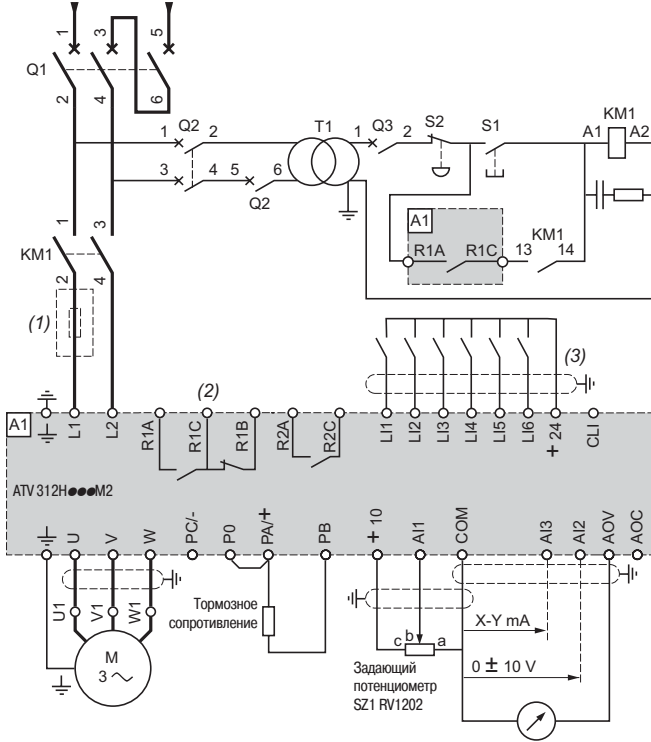 1 3 5
Q1
2 4 6
1 Q2 2 T1 1 Q3 2 S2 S1 KM1
A1 A2
3 4 5 6
Q2
A1
R1A R1C 13 KM1 14
1 3
KM1
2 4
(1)
(2)
(3)
A1
L1 L2 R1A R1C R1B R2A R2C LI1 LI2 LI3 LI4 LI5 LI6 + 24 CLI
ATV 312H●●●M2
U V W PC/- P0 PA/+ PB + 10 AI1 COM AI3 AI2 AOV AOC
U1 V1 W1
Тормозное
сопротивление
M
3 ~
c b a
X-Y mA
0 ± 10 V
Задающий
потенциометр
SZ1 RV1202